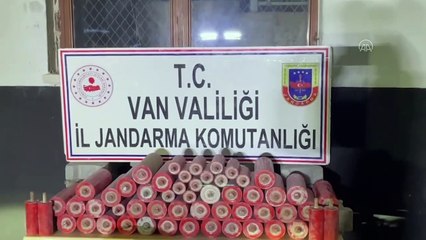 T.C.
VAN VALİLİĞİ
İL JANDARMA KOMUTANLIĞI